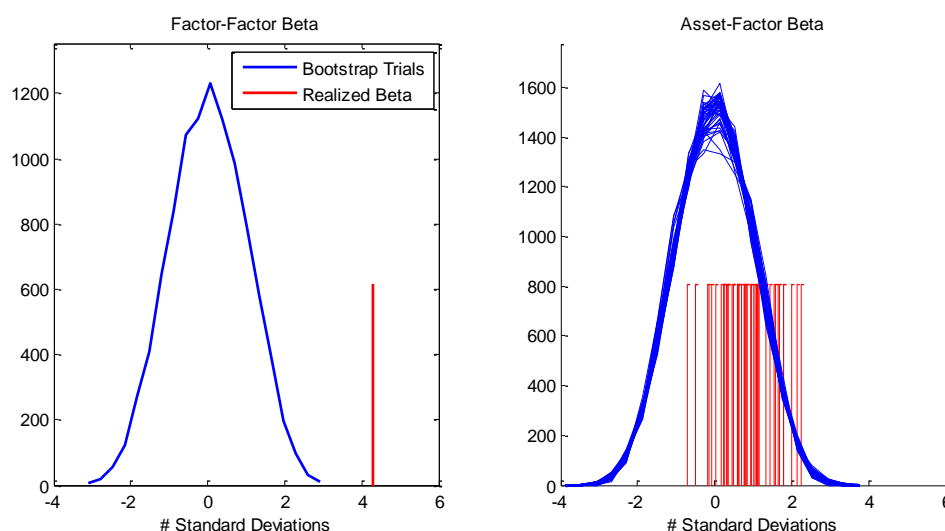 Factor-Factor Beta
Bootstrap Trials
Realized Beta
1200
1000
800
600
400
200
0
-4 -2 0 2 4 6
# Standard Deviations
Asset-Factor Beta
1600
1400
1200
1000
800
600
400
200
0
-4 -2 0 2 4 6
# Standard Deviations